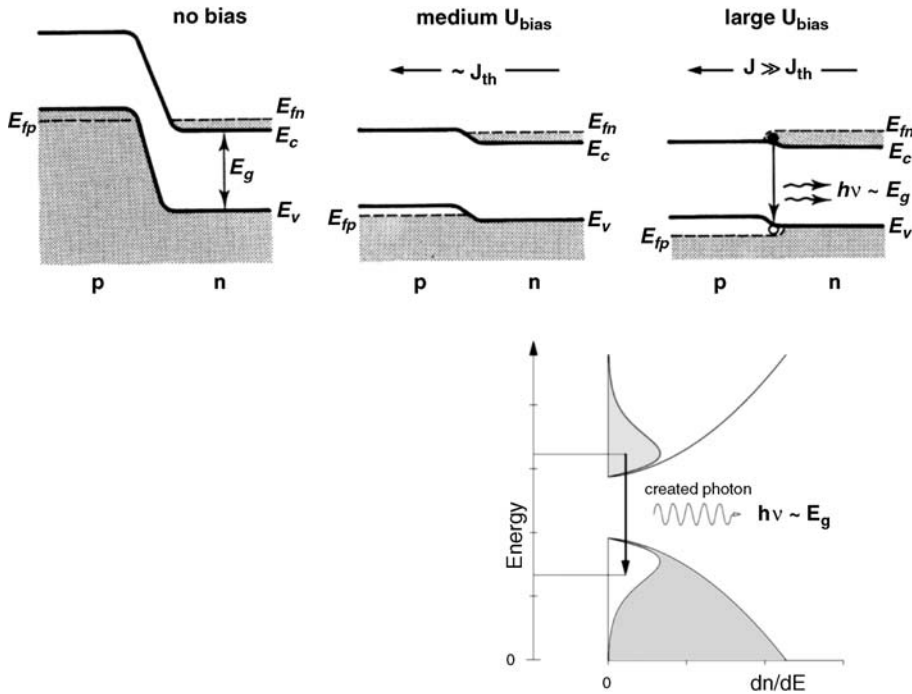 no bias
E_fp
E_fn
E_c
E_g
E_v
p n
medium U_bias
~ J_th
E_fn
E_c
E_fp
E_v
p n
large U_bias
J ≫ J_th
E_fn
E_c
hν ~ E_g
E_fp
E_v
p n
Energy
0
created photon
hν ~ E_g
0
dn/dE